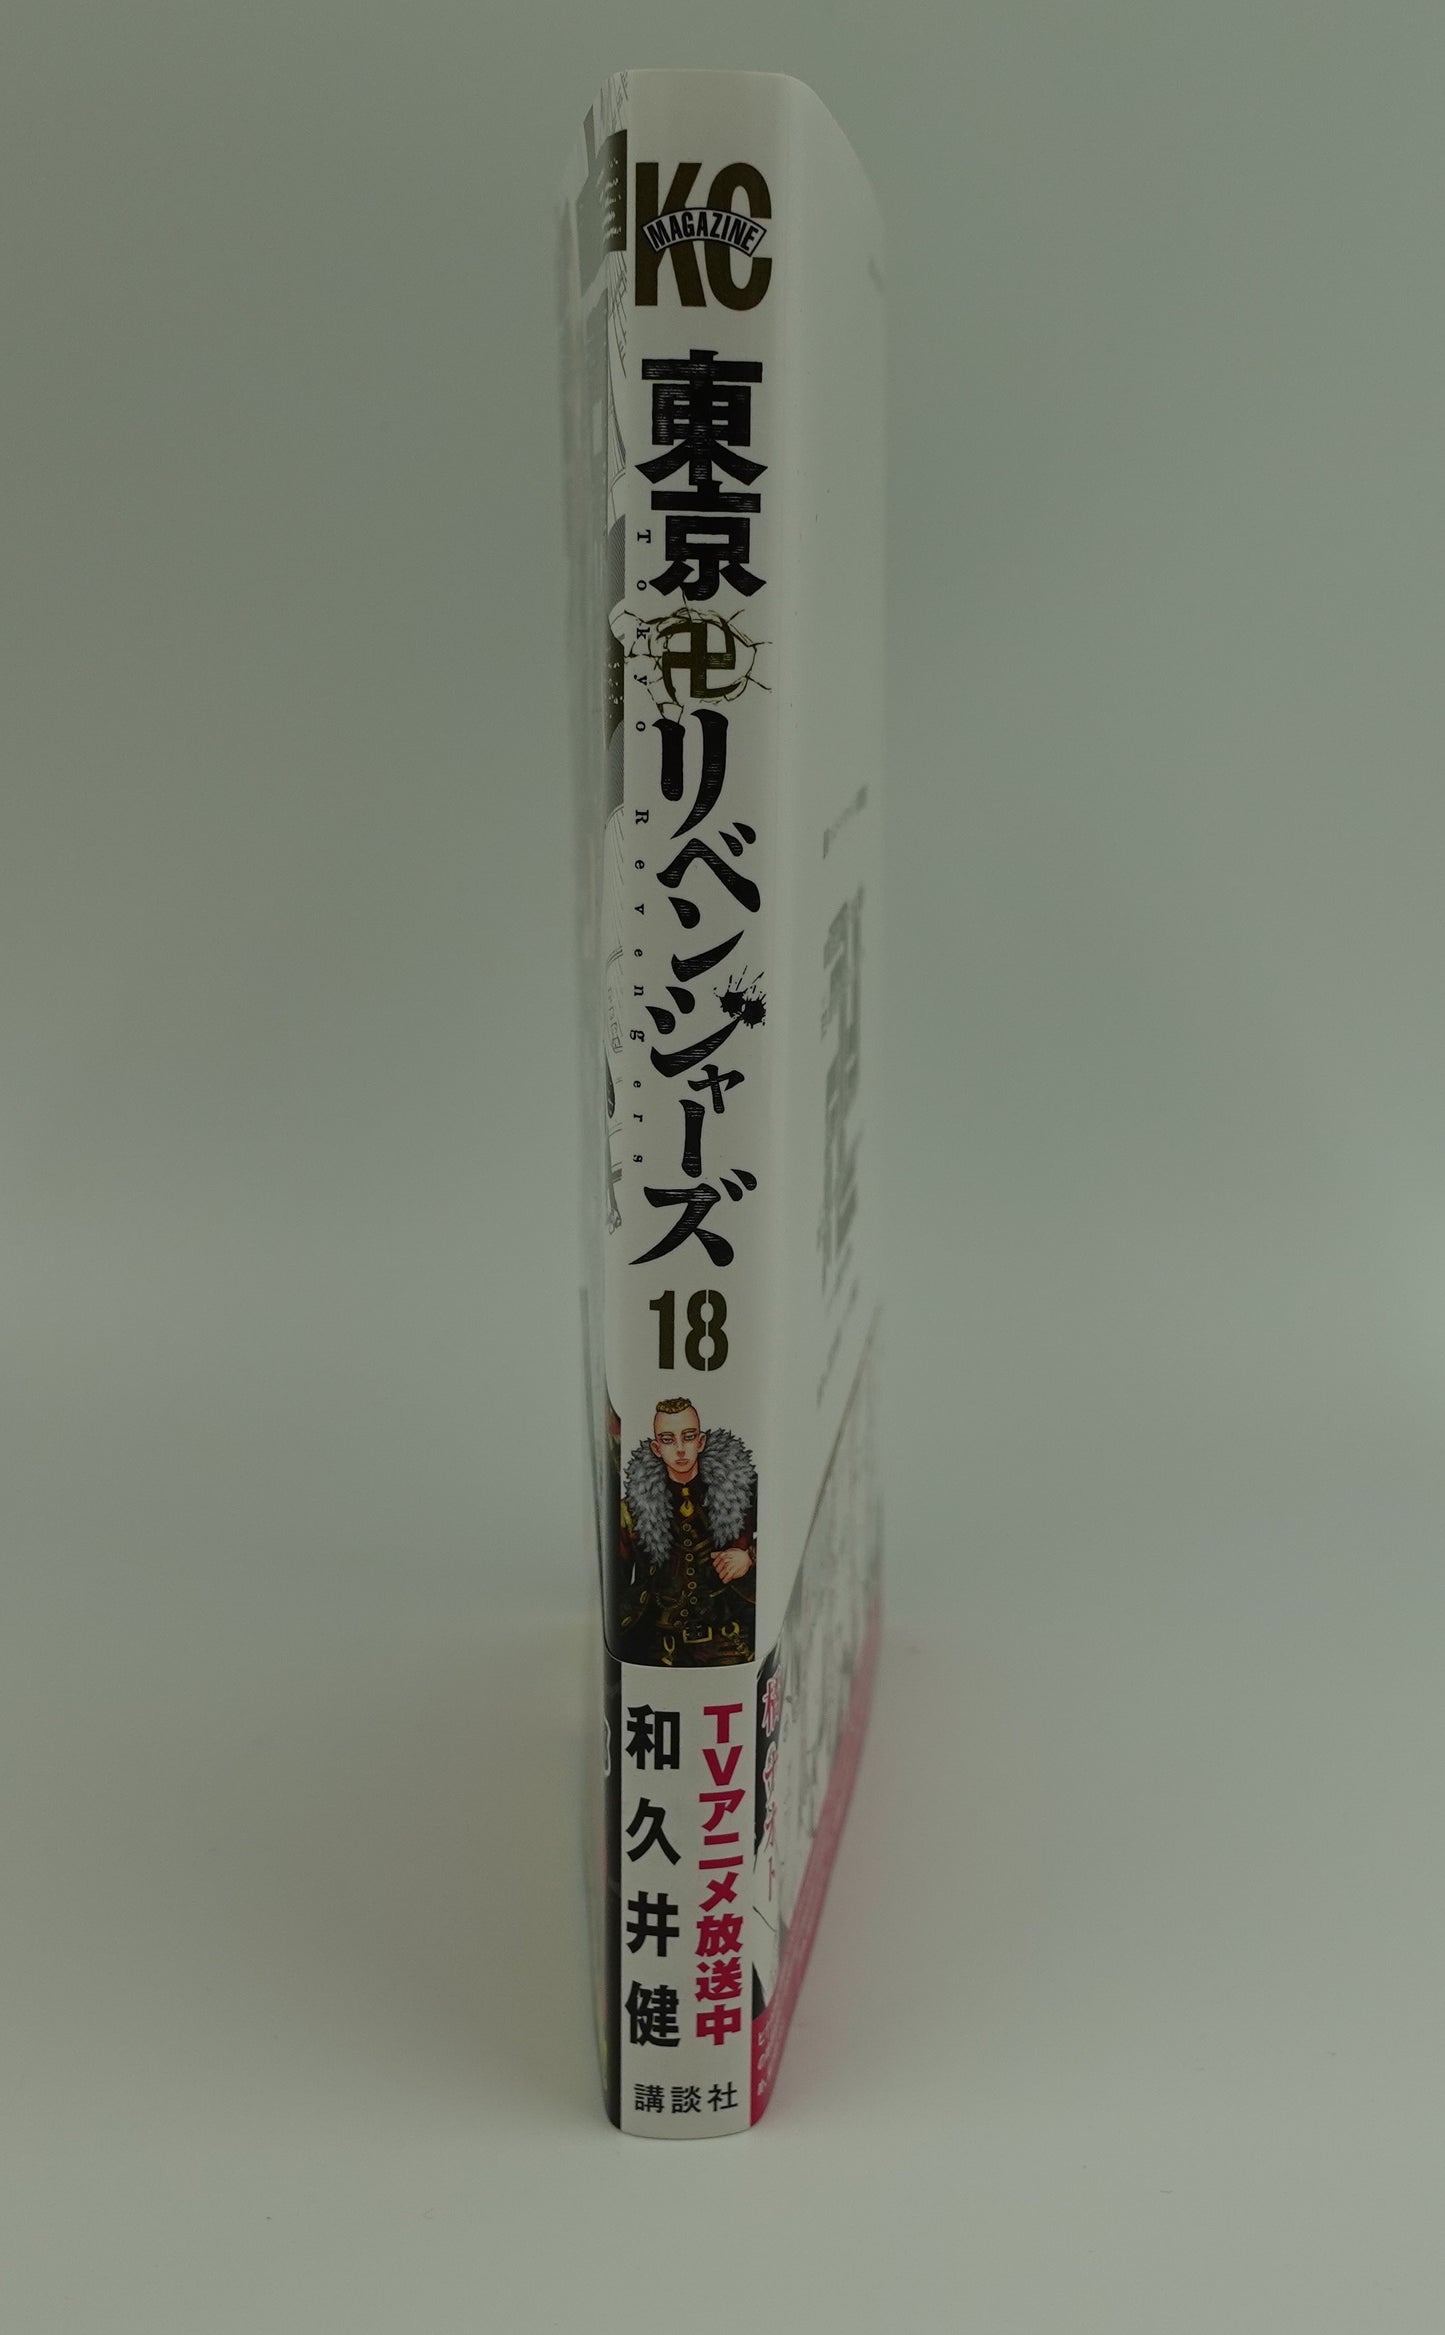 KC
MAGAZINE
東京卍リベンジャーズ
Tokyo Revengers
18
TVアニメ放送中
和久井健
講談社